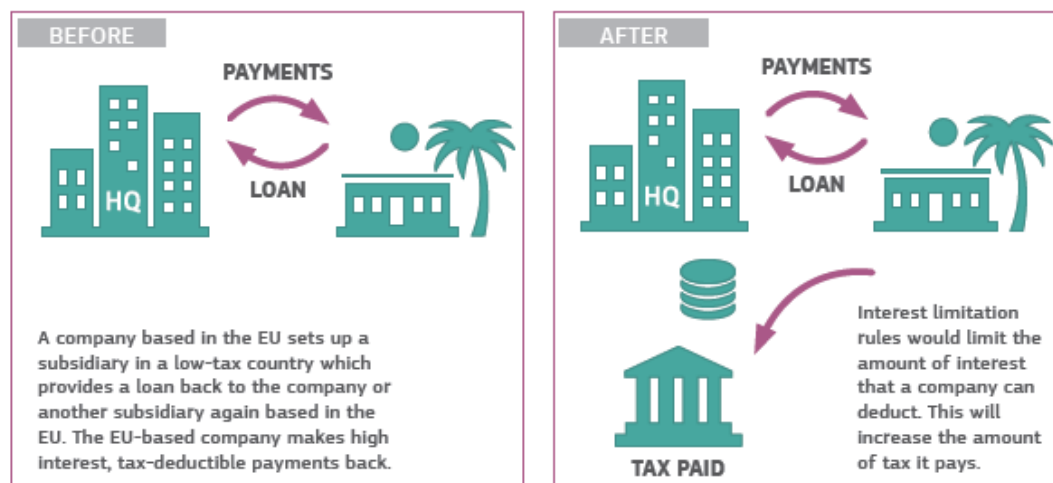 BEFORE
PAYMENTS
LOAN
HQ
A company based in the EU sets up a
subsidiary in a low-tax country which
provides a loan back to the company or
another subsidiary again based in the
EU. The EU-based company makes high
interest, tax-deductible payments back.
AFTER
PAYMENTS
LOAN
HQ
Interest limitation
rules would limit the
amount of interest
that a company can
deduct. This will
increase the amount
of tax it pays.
TAX PAID